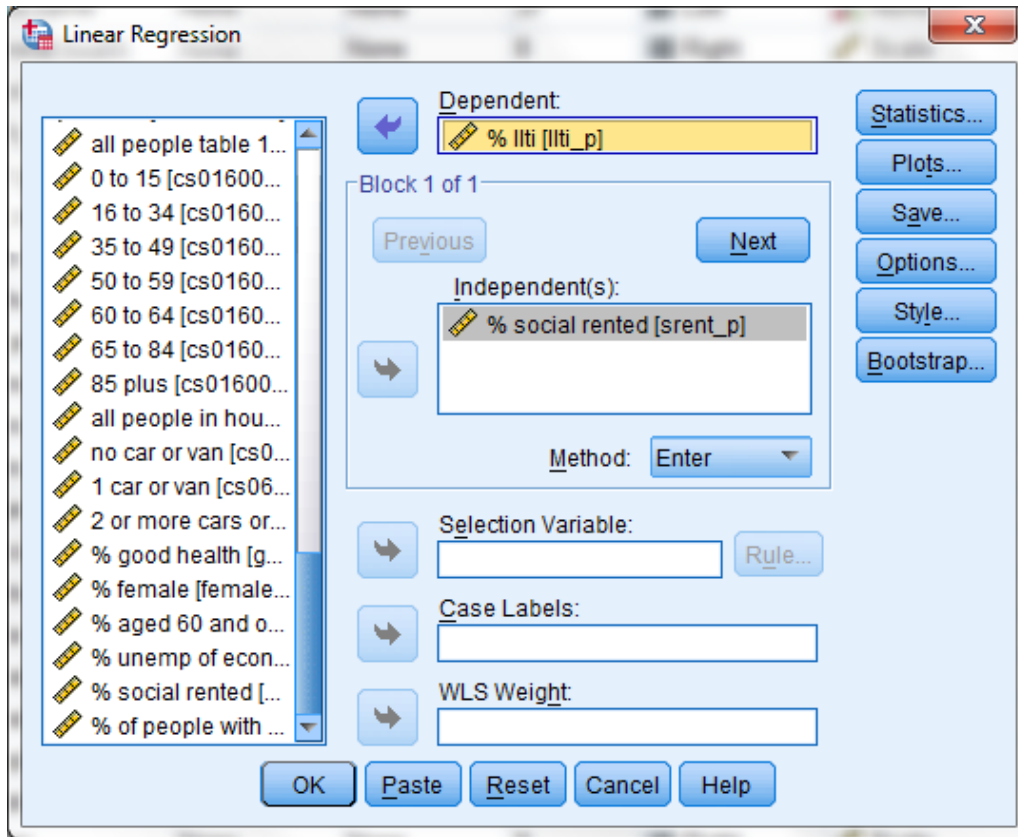 Linear Regression
all people table 1...
0 to 15 [cs01600...
16 to 34 [cs0160...
35 to 49 [cs0160...
50 to 59 [cs0160...
60 to 64 [cs0160...
65 to 84 [cs0160...
85 plus [cs01600...
all people in hou...
no car or van [cs0...
1 car or van [cs06...
2 or more cars or...
% good health [g...
% female [female...
% aged 60 and o...
% unemp of econ...
% social rented [...
% of people with ...
Dependent:
% llti [llti_p]
Block 1 of 1
Previous
Next
Independent(s):
% social rented [srent_p]
Method: Enter
Selection Variable:
Rule...
Case Labels:
WLS Weight:
Statistics...
Plots...
Save...
Options...
Style...
Bootstrap...
OK Paste Reset Cancel Help